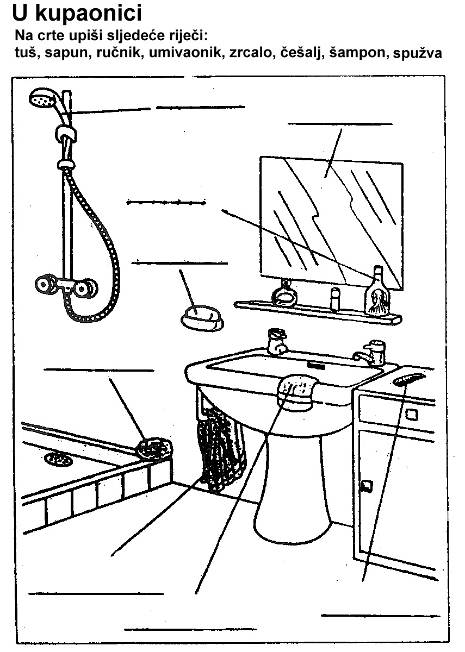 U kupaonici
Na crte upiši sljedeće riječi:
tuš, sapun, ručnik, umivaonik, zrcalo, češalj, šampon, spužva